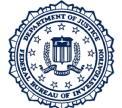 DEPARTMENT OF JUSTICE
FEDERAL BUREAU OF INVESTIGATION